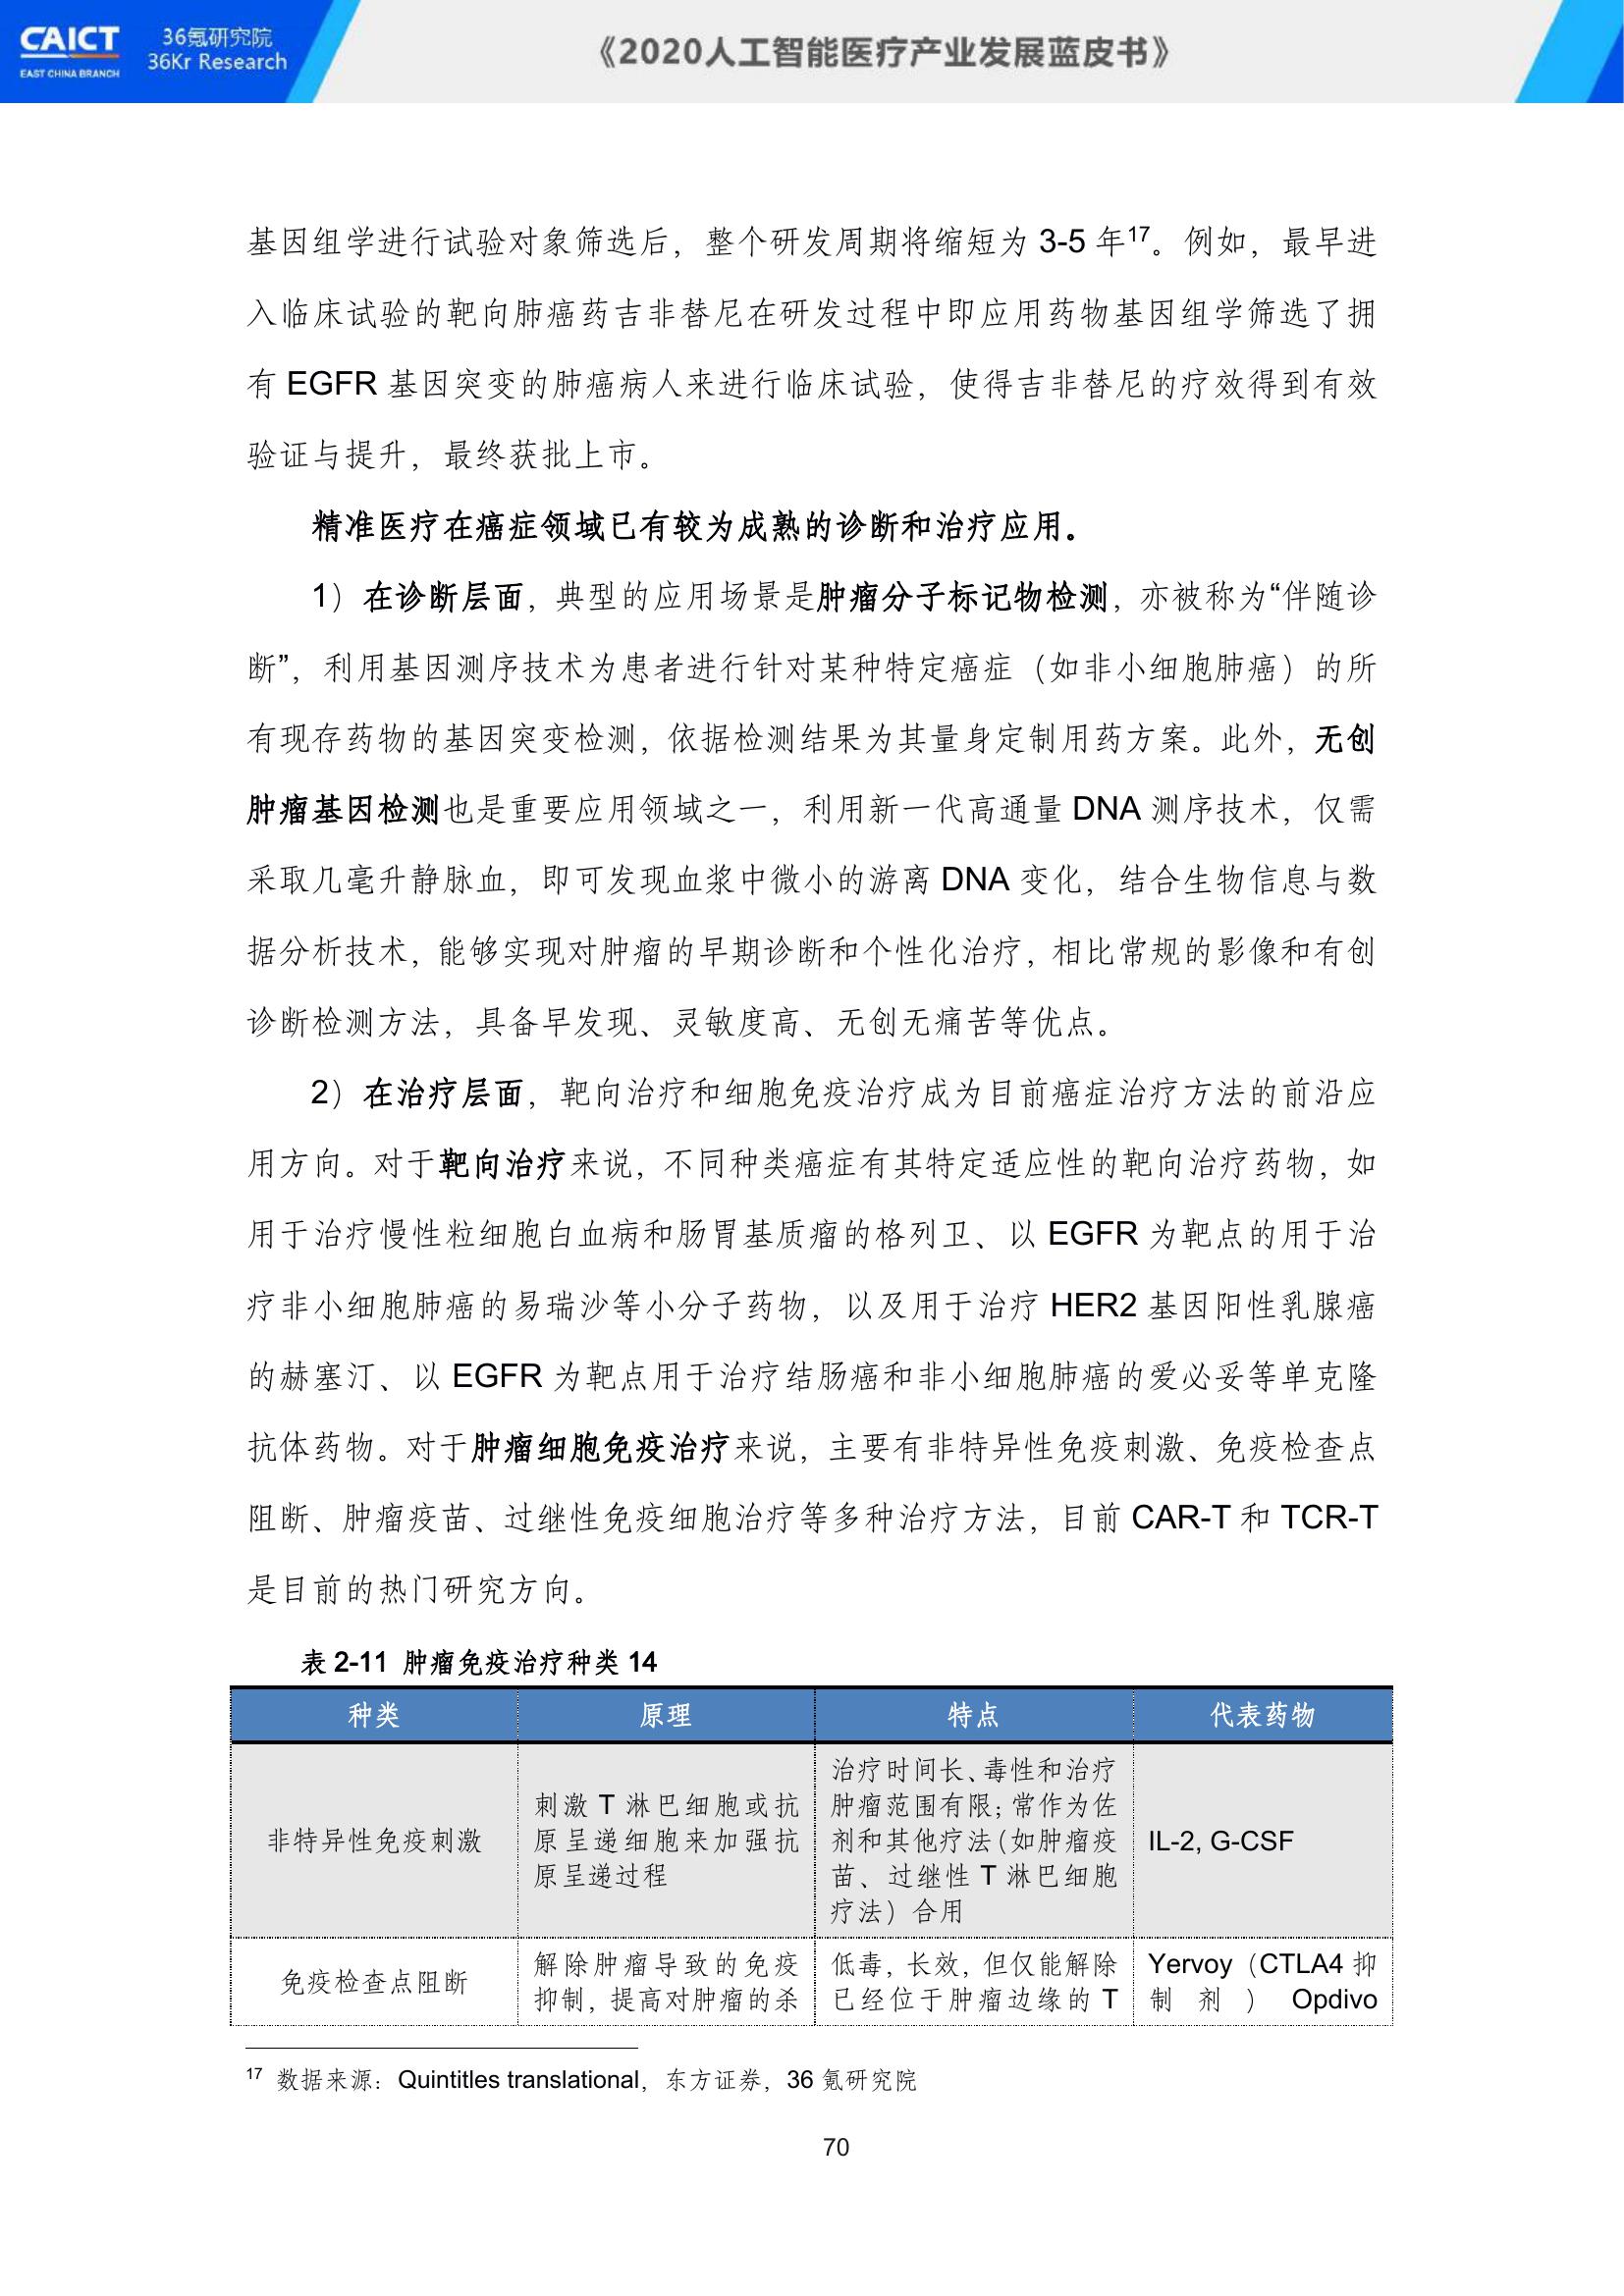 CAICT
EAST CHINA BRANCH
36氪研究院
36Kr Research
《2020人工智能医疗产业发展蓝皮书》
基因组学进行试验对象筛选后，整个研发周期将缩短为 3-5 年17。例如，最早进
入临床试验的靶向肺癌药吉非替尼在研发过程中即应用药物基因组学筛选了拥
有 EGFR 基因突变的肺癌病人来进行临床试验，使得吉非替尼的疗效得到有效
验证与提升，最终获批上市。
精准医疗在癌症领域已有较为成熟的诊断和治疗应用。
1）在诊断层面，典型的应用场景是肿瘤分子标记物检测，亦被称为“伴随诊
断”，利用基因测序技术为患者进行针对某种特定癌症（如非小细胞肺癌）的所
有现存药物的基因突变检测，依据检测结果为其量身定制用药方案。此外，无创
肿瘤基因检测也是重要应用领域之一，利用新一代高通量 DNA 测序技术，仅需
采取几毫升静脉血，即可发现血浆中微小的游离 DNA 变化，结合生物信息与数
据分析技术，能够实现对肿瘤的早期诊断和个性化治疗，相比常规的影像和有创
诊断检测方法，具备早发现、灵敏度高、无创无痛苦等优点。
2）在治疗层面，靶向治疗和细胞免疫治疗成为目前癌症治疗方法的前沿应
用方向。对于靶向治疗来说，不同种类癌症有其特定适应性的靶向治疗药物，如
用于治疗慢性粒细胞白血病和肠胃基质瘤的格列卫、以 EGFR 为靶点的用于治
疗非小细胞肺癌的易瑞沙等小分子药物，以及用于治疗 HER2 基因阳性乳腺癌
的赫塞汀、以 EGFR 为靶点用于治疗结肠癌和非小细胞肺癌的爱必妥等单克隆
抗体药物。对于肿瘤细胞免疫治疗来说，主要有非特异性免疫刺激、免疫检查点
阻断、肿瘤疫苗、过继性免疫细胞治疗等多种治疗方法，目前 CAR-T 和 TCR-T
是目前的热门研究方向。
表 2-11 肿瘤免疫治疗种类 14
种类 原理 特点 代表药物
非特异性免疫刺激
刺激 T 淋巴细胞或抗
原呈递细胞来加强抗
原呈递过程
治疗时间长、毒性和治疗
肿瘤范围有限；常作为佐
剂和其他疗法（如肿瘤疫
苗、过继性 T 淋巴细胞
疗法）合用
IL-2, G-CSF
免疫检查点阻断
解除肿瘤导致的免疫
抑制，提高对肿瘤的杀
低毒，长效，但仅能解除
已经位于肿瘤边缘的 T
Yervoy（CTLA4 抑
制剂） Opdivo
17 数据来源：Quintitles translational，东方证券，36 氪研究院
70